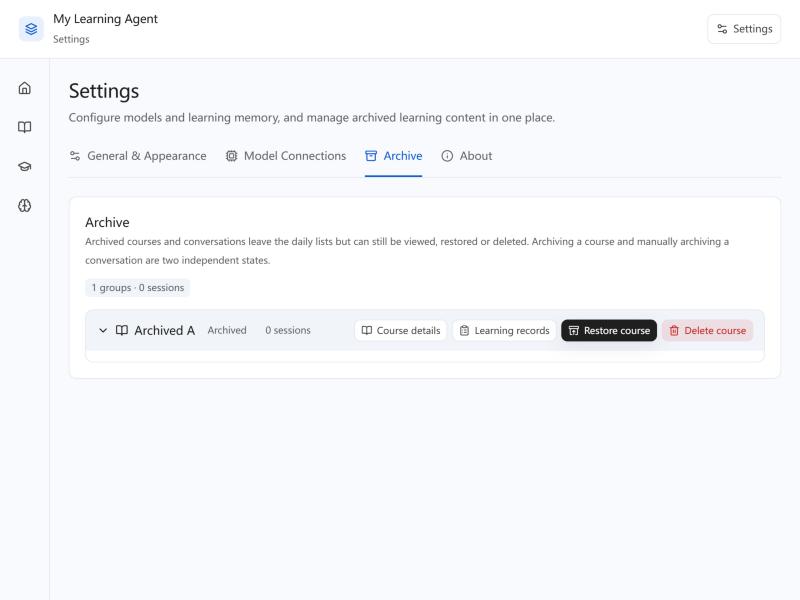 My Learning Agent
Settings
Settings
Settings
Configure models and learning memory, and manage archived learning content in one place.
General & Appearance
Model Connections
Archive
About
Archive
Archived courses and conversations leave the daily lists but can still be viewed, restored or deleted. Archiving a course and manually archiving a
conversation are two independent states.
1 groups · 0 sessions
Archived A
Archived
0 sessions
Course details
Learning records
Restore course
Delete course